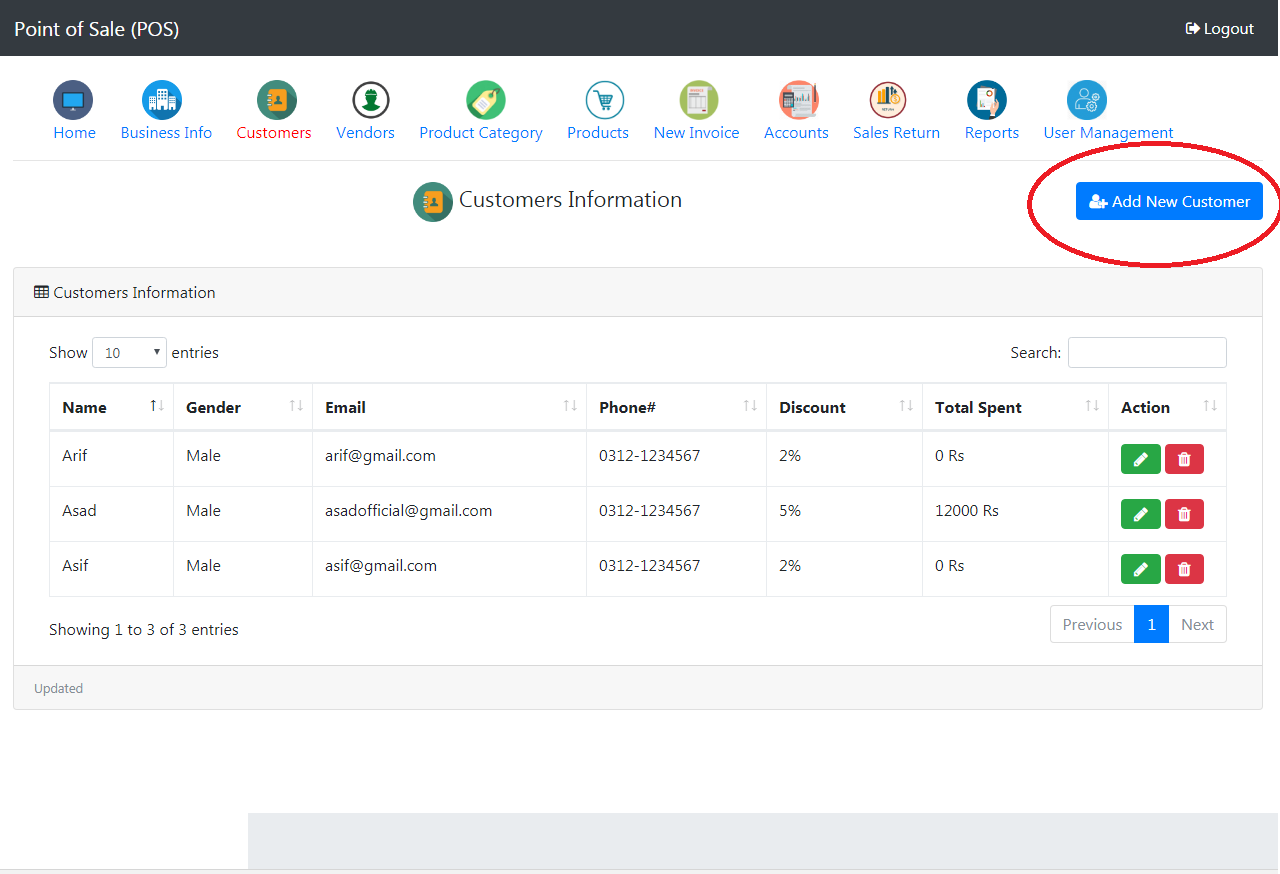 Point of Sale (POS) Logout
Home Business Info Customers Vendors Product Category Products New Invoice Accounts Sales Return Reports User Management
Customers Information Add New Customer
Customers Information
Show 10 entries Search:
Name Gender Email Phone# Discount Total Spent Action
Arif Male arif@gmail.com 0312-1234567 2% 0 Rs
Asad Male asadofficial@gmail.com 0312-1234567 5% 12000 Rs
Asif Male asif@gmail.com 0312-1234567 2% 0 Rs
Showing 1 to 3 of 3 entries Previous 1 Next
Updated